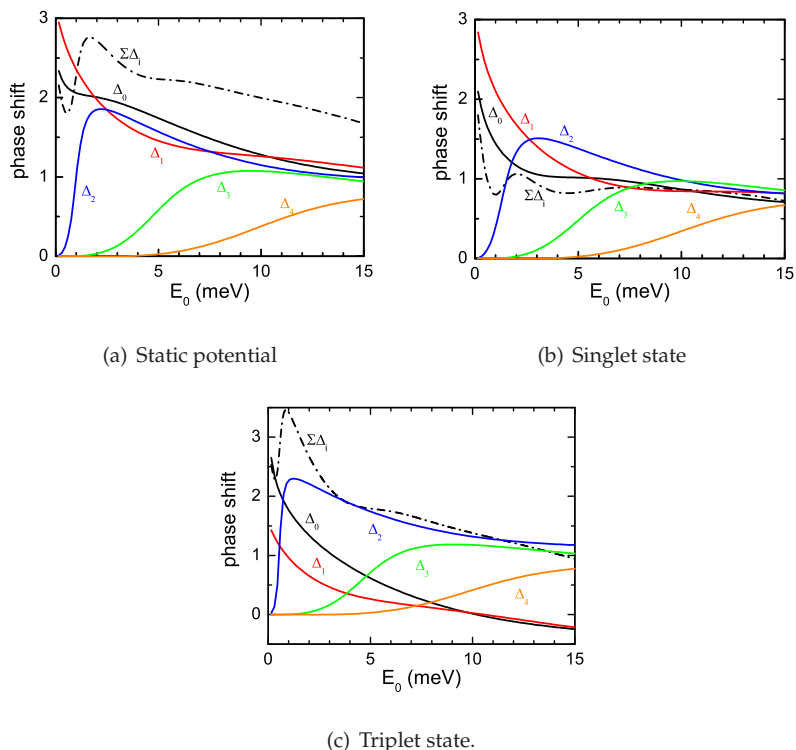 3
2
1
0
phase shift
ΣΔi
Δ0
Δ1
Δ2
Δ3
Δ4
0 5 10 15
E0 (meV)
(a) Static potential
3
2
1
0
phase shift
Δ0
Δ1
Δ2
ΣΔi
Δ3
Δ4
0 5 10 15
E0 (meV)
(b) Singlet state
3
2
1
0
phase shift
ΣΔi
Δ0
Δ2
Δ1
Δ3
Δ4
0 5 10 15
E0 (meV)
(c) Triplet state.